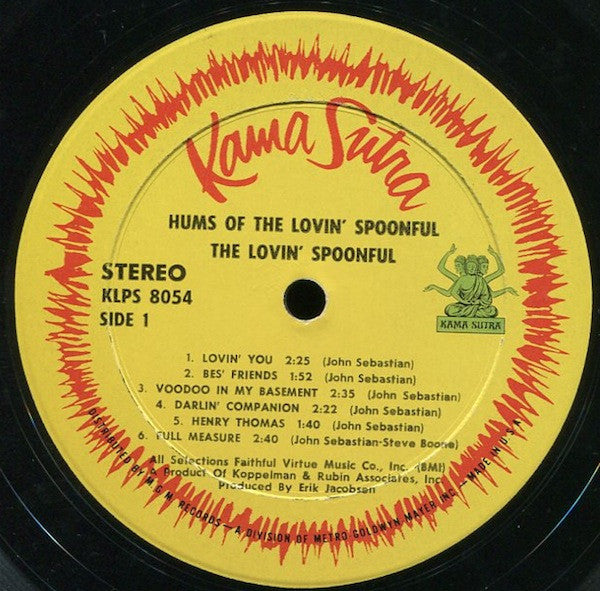 Kama Sutra
HUMS OF THE LOVIN' SPOONFUL
THE LOVIN' SPOONFUL
STEREO
KLPS 8054
SIDE 1
KAMA·SUTRA
1. LOVIN' YOU 2:25 (John Sebastian)
2. BES' FRIENDS 1:52 (John Sebastian)
3. VOODOO IN MY BASEMENT 2:35 (John Sebastian)
4. DARLIN' COMPANION 2:22 (John Sebastian)
5. HENRY THOMAS 1:40 (John Sebastian)
6. FULL MEASURE 2:40 (John Sebastian-Steve Boone)
All Selections Faithful Virtue Music Co., Inc. (BMI)
A Product Of Koppelman & Rubin Associates, Inc.
Produced By Erik Jacobsen
DISTRIBUTED BY M.G.M. RECORDS — A DIVISION OF METRO GOLDWYN MAYER INC. — MADE IN U.S.A.